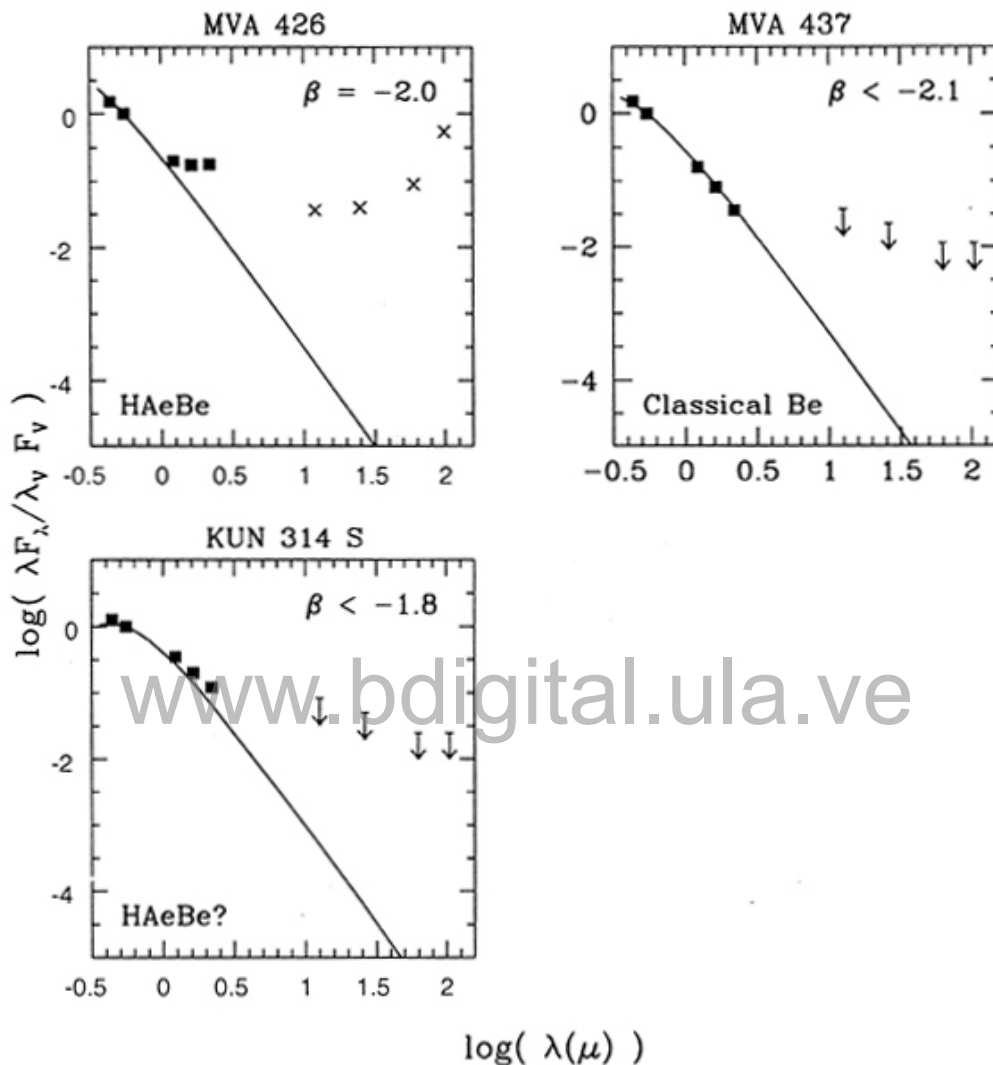 MVA 426
MVA 437
β = −2.0
β < −2.1
0
-2
-4
0
−2
−4
HAeBe
Classical Be
-0.5 0 0.5 1 1.5 2
−0.5 0 0.5 1 1.5 2
log( λF_λ/λ_v F_v )
KUN 314 S
β < −1.8
0
-2
-4
www.bdigital.ula.ve
HAeBe?
-0.5 0 0.5 1 1.5 2
log( λ(μ) )